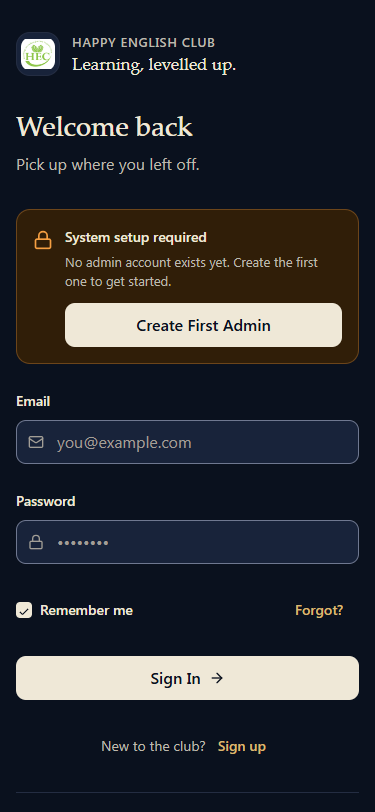 HEC
HAPPY ENGLISH CLUB
Learning, levelled up.
Welcome back
Pick up where you left off.
System setup required
No admin account exists yet. Create the first
one to get started.
Create First Admin
Email
you@example.com
Password
••••••••
Remember me
Forgot?
Sign In →
New to the club? Sign up